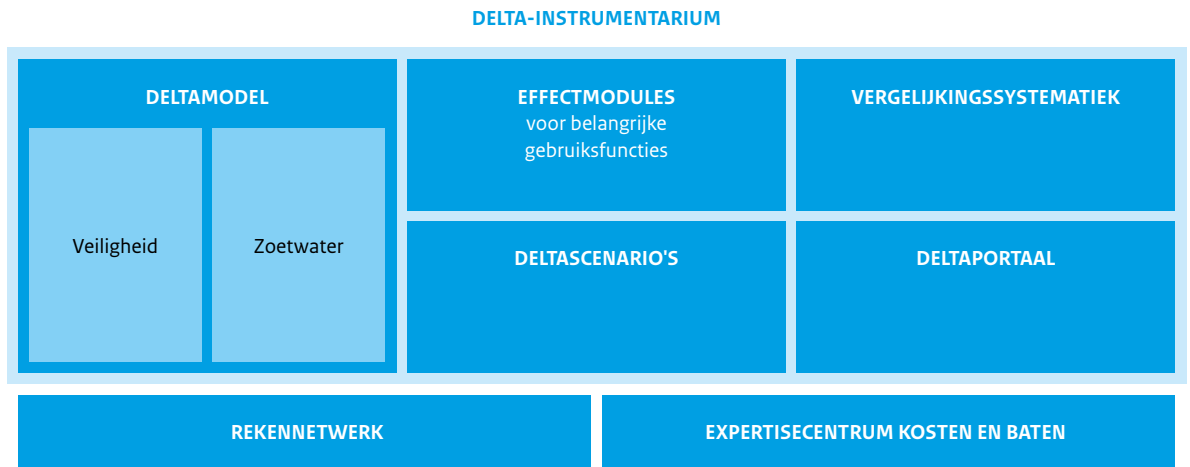 DELTA-INSTRUMENTARIUM
DELTAMODEL
Veiligheid
Zoetwater
EFFECTMODULES
voor belangrijke
gebruiksfuncties
VERGELIJKINGSSYSTEMATIEK
DELTASCENARIO'S
DELTAPORTAAL
REKENNETWERK
EXPERTISECENTRUM KOSTEN EN BATEN